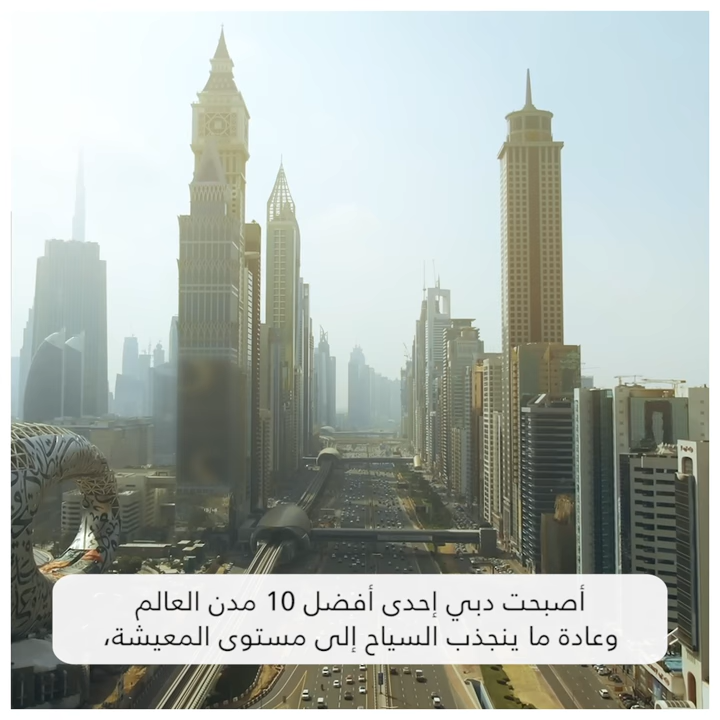 أصبحت دبي إحدى أفضل 10 مدن العالم
وعادة ما ينجذب السياح إلى مستوى المعيشة،